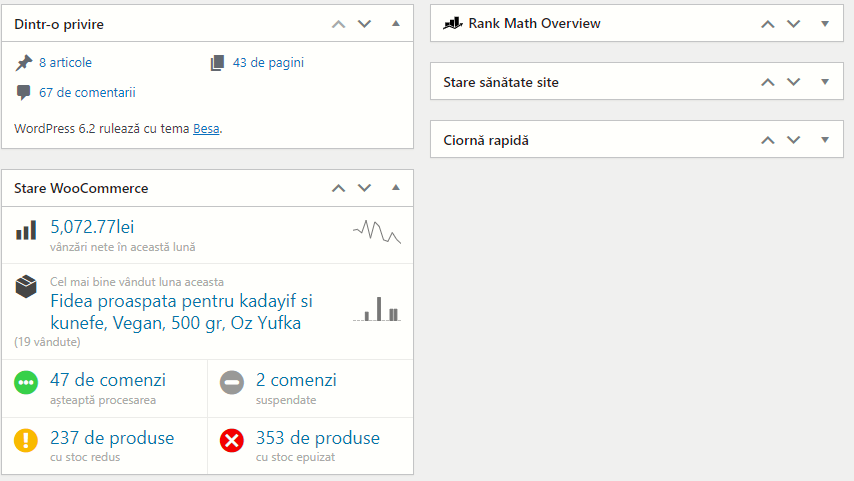 Dintr-o privire
8 articole
43 de pagini
67 de comentarii
WordPress 6.2 rulează cu tema Besa.
Stare WooCommerce
5,072.77lei
vânzări nete în această lună
Cel mai bine vândut luna aceasta
Fidea proaspata pentru kadayif si
kunefe, Vegan, 500 gr, Oz Yufka
(19 vândute)
47 de comenzi
așteaptă procesarea
2 comenzi
suspendate
237 de produse
cu stoc redus
353 de produse
cu stoc epuizat
Rank Math Overview
Stare sănătate site
Ciornă rapidă